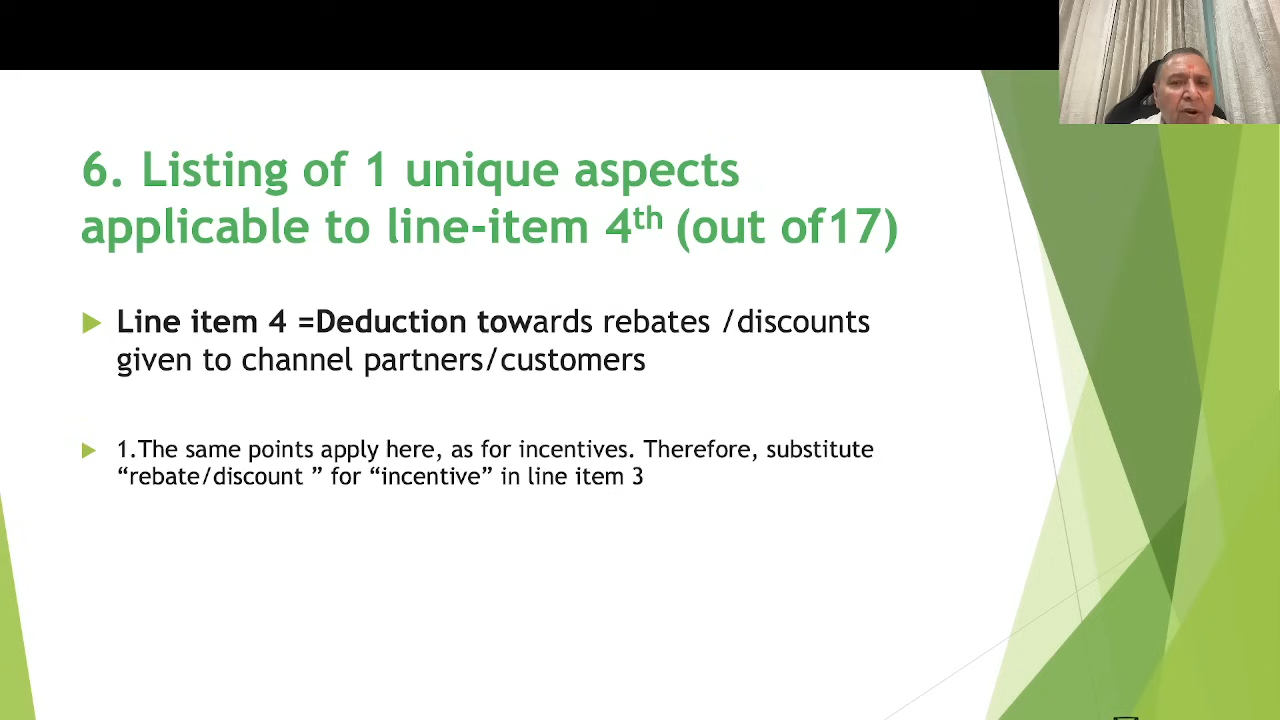 6. Listing of 1 unique aspects
applicable to line-item 4th (out of17)
Line item 4 =Deduction towards rebates /discounts
given to channel partners/customers
1.The same points apply here, as for incentives. Therefore, substitute
“rebate/discount ” for “incentive” in line item 3